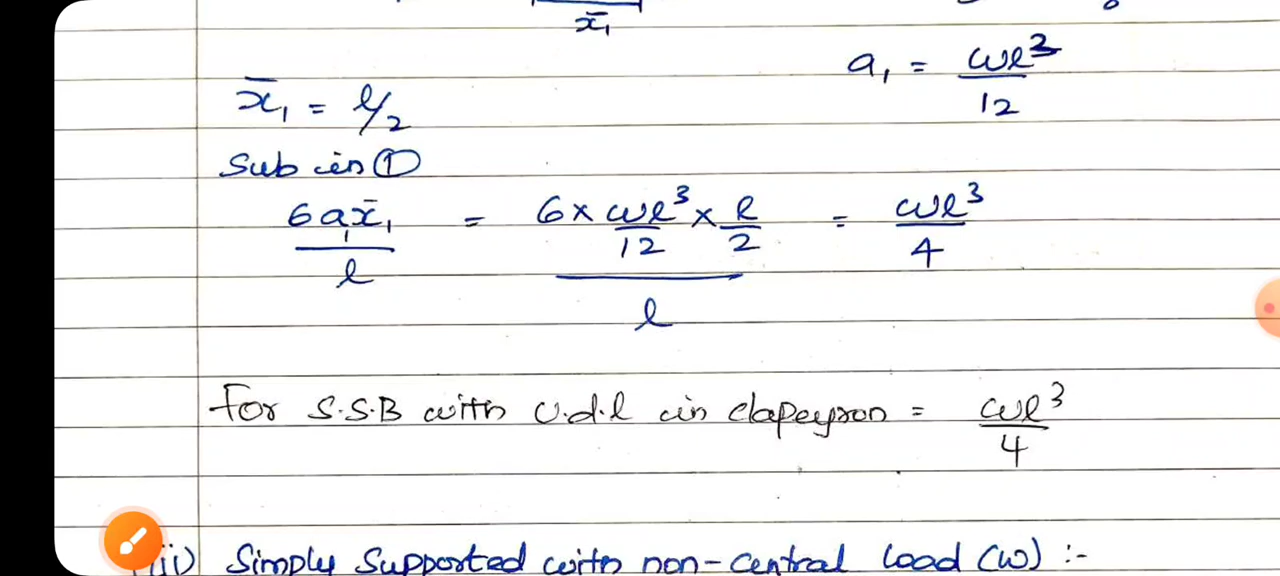 x̄₁
a₁ = wl³/12
x̄₁ = l/2
Sub in ①
6a₁x̄₁/l = (6 × wl³/12 × l/2)/l = wl³/4
For S.S.B with U.d.l in clapeyron = wl³/4
ii) Simply Supported with non-central load (W) :-